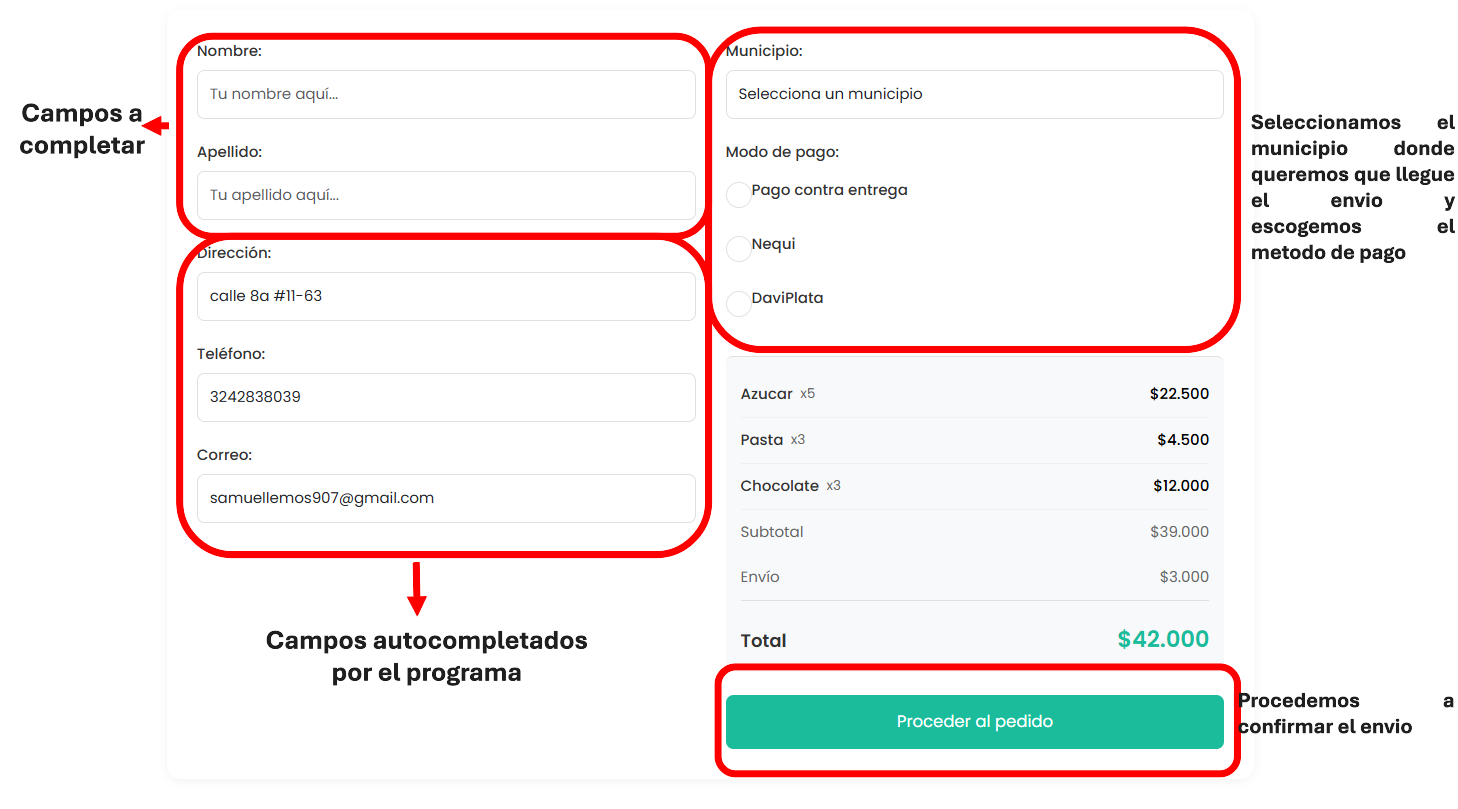 Campos a
completar
Nombre:
Tu nombre aquí...
Apellido:
Tu apellido aquí...
Dirección:
calle 8a #11-63
Teléfono:
3242838039
Correo:
samuellemos907@gmail.com
Campos autocompletados
por el programa
Municipio:
Selecciona un municipio
Modo de pago:
Pago contra entrega
Nequi
DaviPlata
Seleccionamos el
municipio donde
queremos que llegue
el envio y
escogemos el
metodo de pago
Azucar x5 $22.500
Pasta x3 $4.500
Chocolate x3 $12.000
Subtotal $39.000
Envío $3.000
Total $42.000
Proceder al pedido
Procedemos a
confirmar el envio